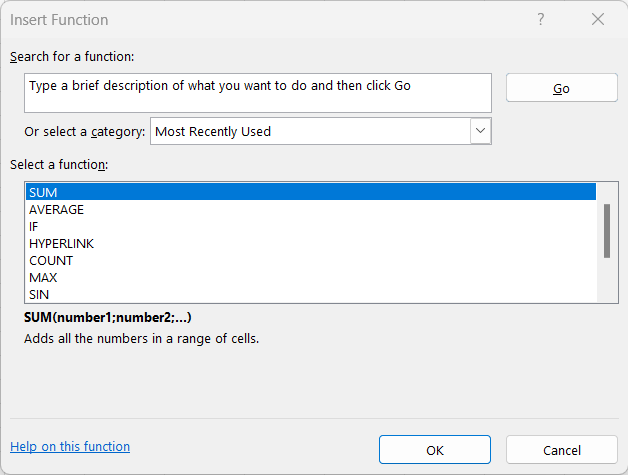 Insert Function ?
Search for a function:
Type a brief description of what you want to do and then click Go
Go
Or select a category: Most Recently Used
Select a function:
SUM
AVERAGE
IF
HYPERLINK
COUNT
MAX
SIN
SUM(number1;number2;...)
Adds all the numbers in a range of cells.
Help on this function
OK
Cancel